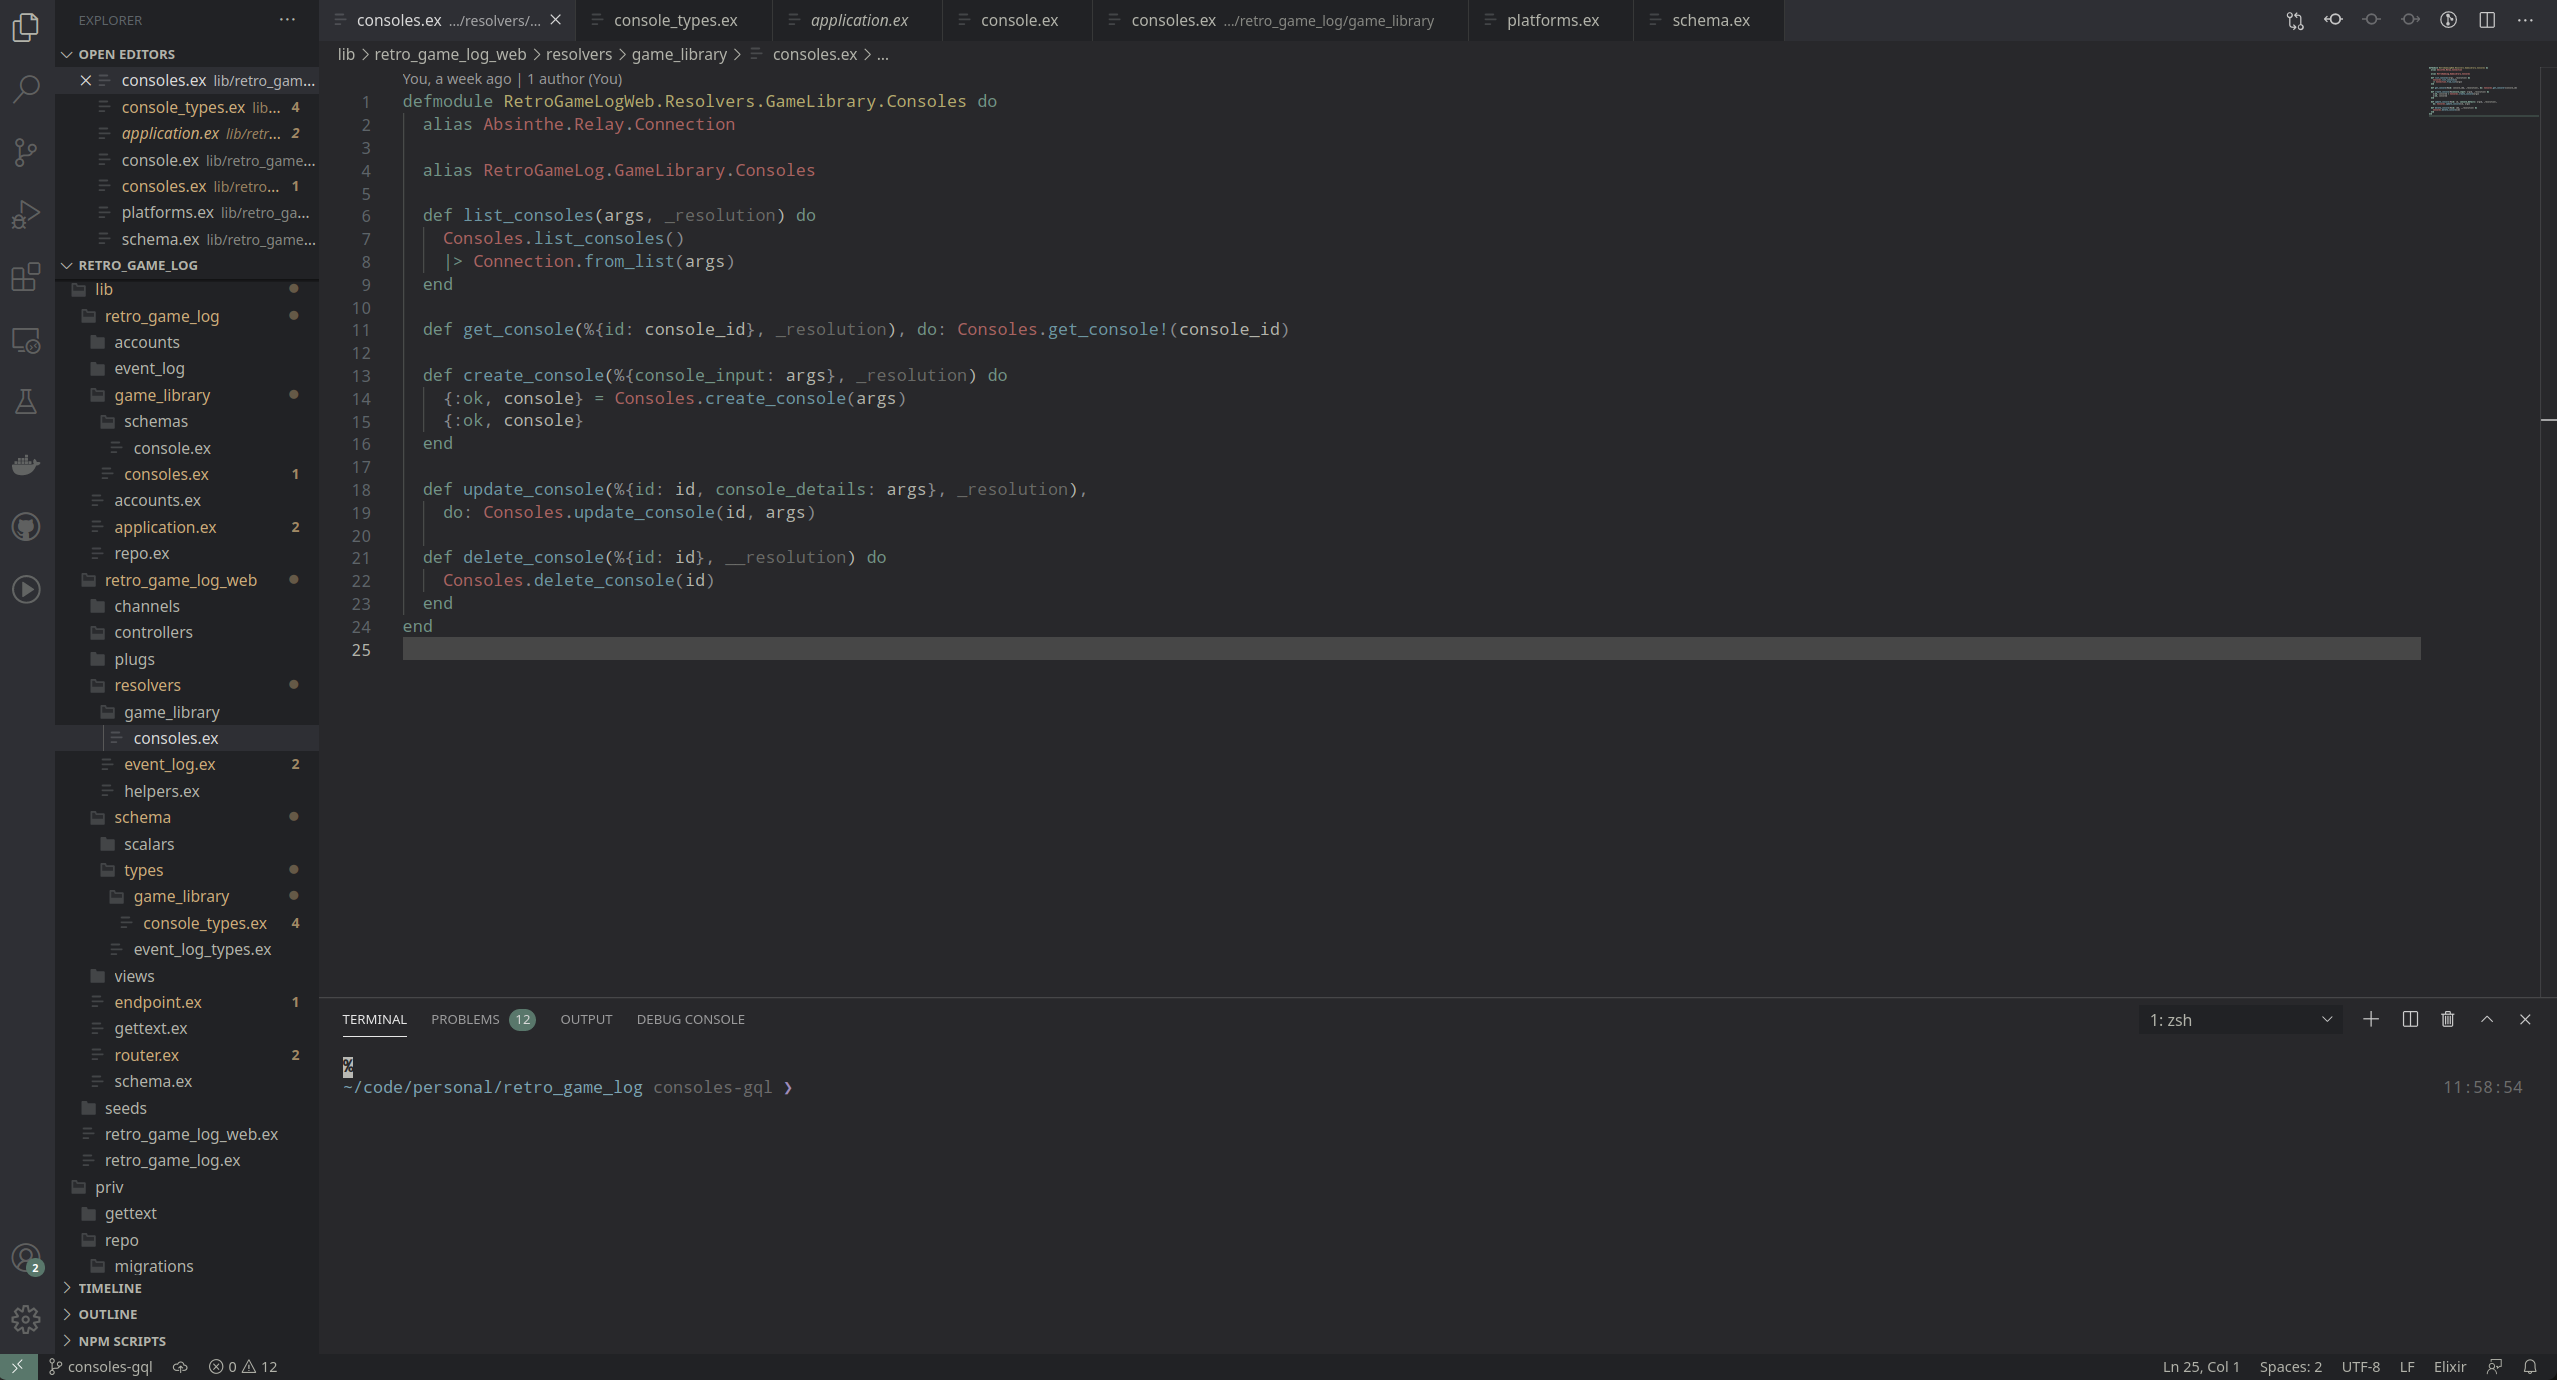 EXPLORER
OPEN EDITORS
consoles.ex lib/retro_gam...
console_types.ex lib... 4
application.ex lib/retr... 2
console.ex lib/retro_game...
consoles.ex lib/retro... 1
platforms.ex lib/retro_ga...
schema.ex lib/retro_game...
RETRO_GAME_LOG
lib
retro_game_log
accounts
event_log
game_library
schemas
console.ex
consoles.ex 1
accounts.ex
application.ex 2
repo.ex
retro_game_log_web
channels
controllers
plugs
resolvers
game_library
consoles.ex
event_log.ex 2
helpers.ex
schema
scalars
types
game_library
console_types.ex 4
event_log_types.ex
views
endpoint.ex 1
gettext.ex
router.ex 2
schema.ex
seeds
retro_game_log_web.ex
retro_game_log.ex
priv
gettext
repo
migrations
TIMELINE
OUTLINE
NPM SCRIPTS
2
consoles.ex .../resolvers/... console_types.ex application.ex console.ex consoles.ex .../retro_game_log/game_library platforms.ex schema.ex
lib > retro_game_log_web > resolvers > game_library > consoles.ex > ...
You, a week ago | 1 author (You)
1 defmodule RetroGameLogWeb.Resolvers.GameLibrary.Consoles do
2 alias Absinthe.Relay.Connection
3
4 alias RetroGameLog.GameLibrary.Consoles
5
6 def list_consoles(args, _resolution) do
7 Consoles.list_consoles()
8 |> Connection.from_list(args)
9 end
10
11 def get_console(%{id: console_id}, _resolution), do: Consoles.get_console!(console_id)
12
13 def create_console(%{console_input: args}, _resolution) do
14 {:ok, console} = Consoles.create_console(args)
15 {:ok, console}
16 end
17
18 def update_console(%{id: id, console_details: args}, _resolution),
19 do: Consoles.update_console(id, args)
20
21 def delete_console(%{id: id}, __resolution) do
22 Consoles.delete_console(id)
23 end
24 end
25
TERMINAL PROBLEMS 12 OUTPUT DEBUG CONSOLE 1: zsh
%
~/code/personal/retro_game_log consoles-gql ❯ 11:58:54
consoles-gql 0 12 Ln 25, Col 1 Spaces: 2 UTF-8 LF Elixir